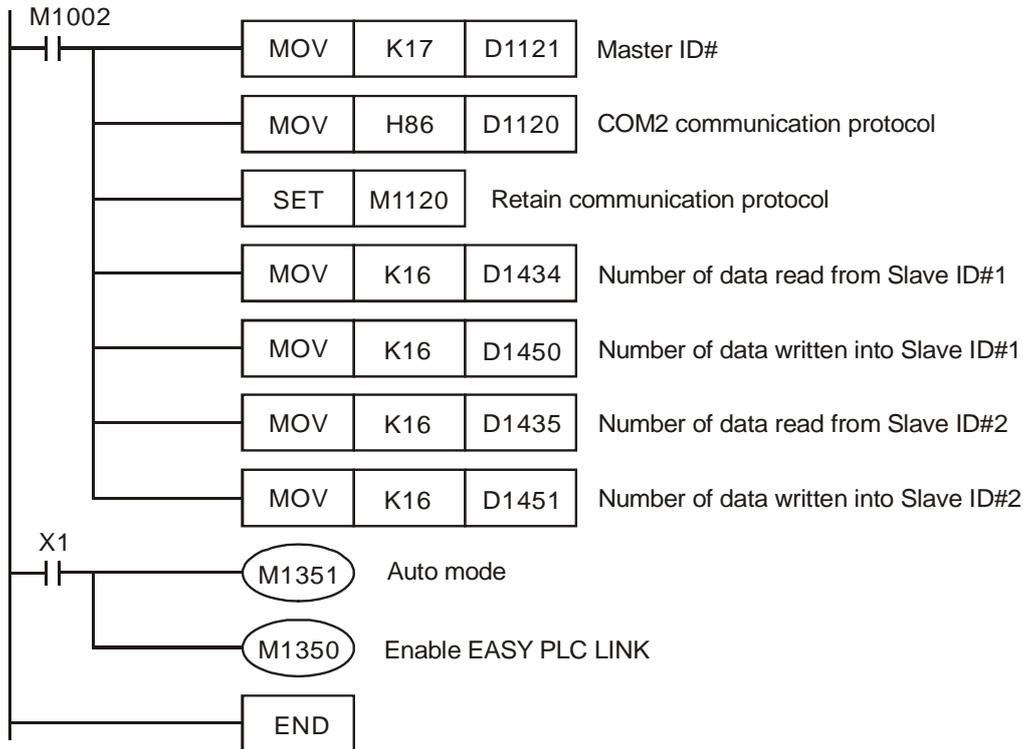 M1002
MOV K17 D1121 Master ID#
MOV H86 D1120 COM2 communication protocol
SET M1120 Retain communication protocol
MOV K16 D1434 Number of data read from Slave ID#1
MOV K16 D1450 Number of data written into Slave ID#1
MOV K16 D1435 Number of data read from Slave ID#2
MOV K16 D1451 Number of data written into Slave ID#2
X1
M1351 Auto mode
M1350 Enable EASY PLC LINK
END